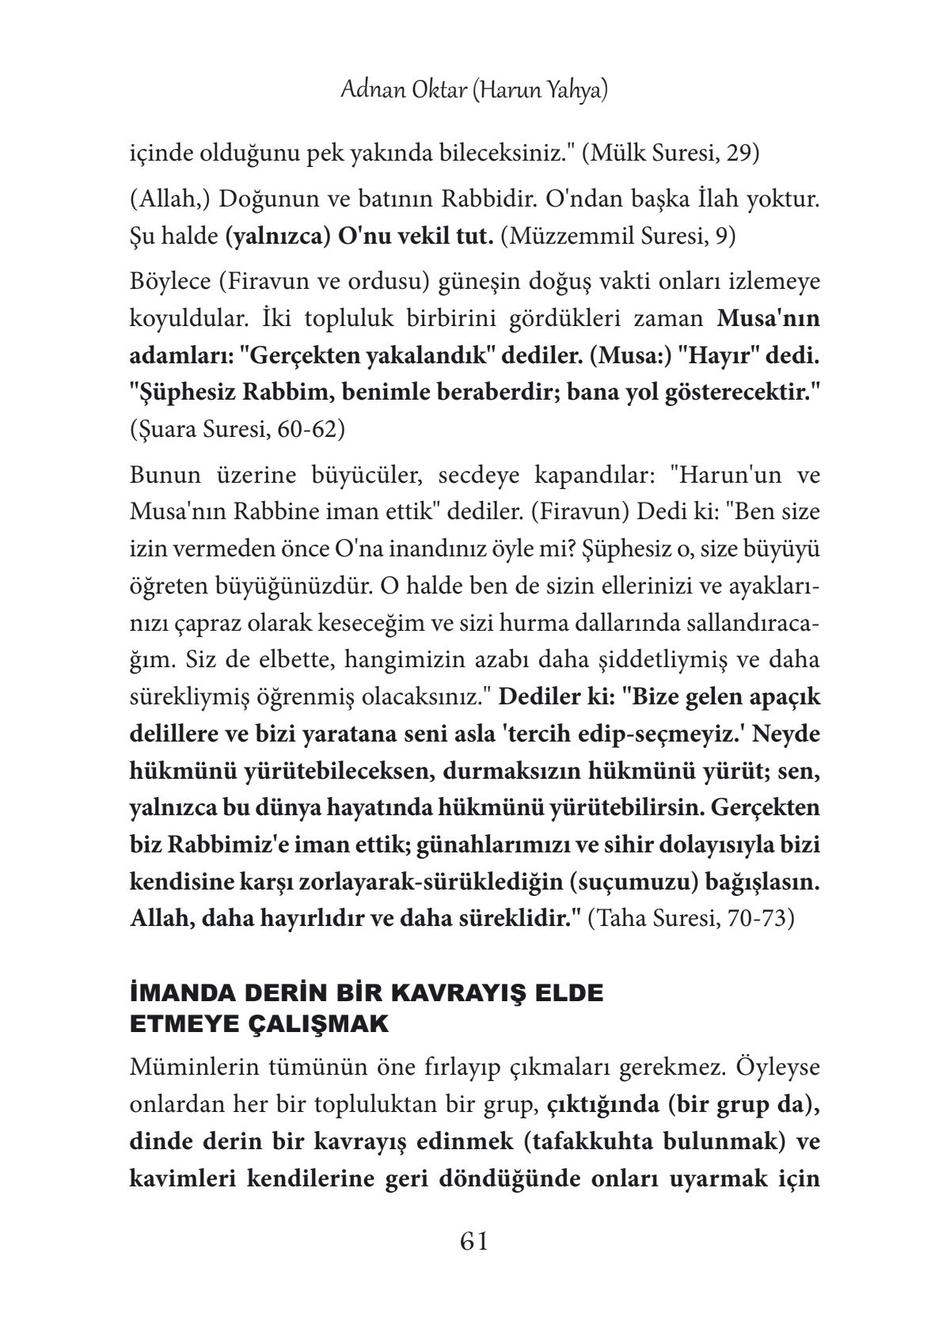 Adnan Oktar (Harun Yahya)
içinde olduğunu pek yakında bileceksiniz." (Mülk Suresi, 29)
(Allah,) Doğunun ve batının Rabbidir. O'ndan başka İlah yoktur.
Şu halde (yalnızca) O'nu vekil tut. (Müzzemmil Suresi, 9)
Böylece (Firavun ve ordusu) güneşin doğuş vakti onları izlemeye
koyuldular. İki topluluk birbirini gördükleri zaman Musa'nın
adamları: "Gerçekten yakalandık" dediler. (Musa:) "Hayır" dedi.
"Şüphesiz Rabbim, benimle beraberdir; bana yol gösterecektir."
(Şuara Suresi, 60-62)
Bunun üzerine büyücüler, secdeye kapandılar: "Harun'un ve
Musa'nın Rabbine iman ettik" dediler. (Firavun) Dedi ki: "Ben size
izin vermeden önce O'na inandınız öyle mi? Şüphesiz o, size büyüyü
öğreten büyüğünüzdür. O halde ben de sizin ellerinizi ve ayakları-
nızı çapraz olarak keseceğim ve sizi hurma dallarında sallandıraca-
ğım. Siz de elbette, hangimizin azabı daha şiddetliymiş ve daha
sürekliymiş öğrenmiş olacaksınız." Dediler ki: "Bize gelen apaçık
delillere ve bizi yaratana seni asla 'tercih edip-seçmeyiz.' Neyde
hükmünü yürütebileceksen, durmaksızın hükmünü yürüt; sen,
yalnızca bu dünya hayatında hükmünü yürütebilirsin. Gerçekten
biz Rabbimiz'e iman ettik; günahlarımızı ve sihir dolayısıyla bizi
kendisine karşı zorlayarak-sürüklediğin (suçumuzu) bağışlasın.
Allah, daha hayırlıdır ve daha süreklidir." (Taha Suresi, 70-73)
İMANDA DERİN BİR KAVRAYIŞ ELDE
ETMEYE ÇALIŞMAK
Müminlerin tümünün öne fırlayıp çıkmaları gerekmez. Öyleyse
onlardan her bir topluluktan bir grup, çıktığında (bir grup da),
dinde derin bir kavrayış edinmek (tafakkuhta bulunmak) ve
kavimleri kendilerine geri döndüğünde onları uyarmak için
61